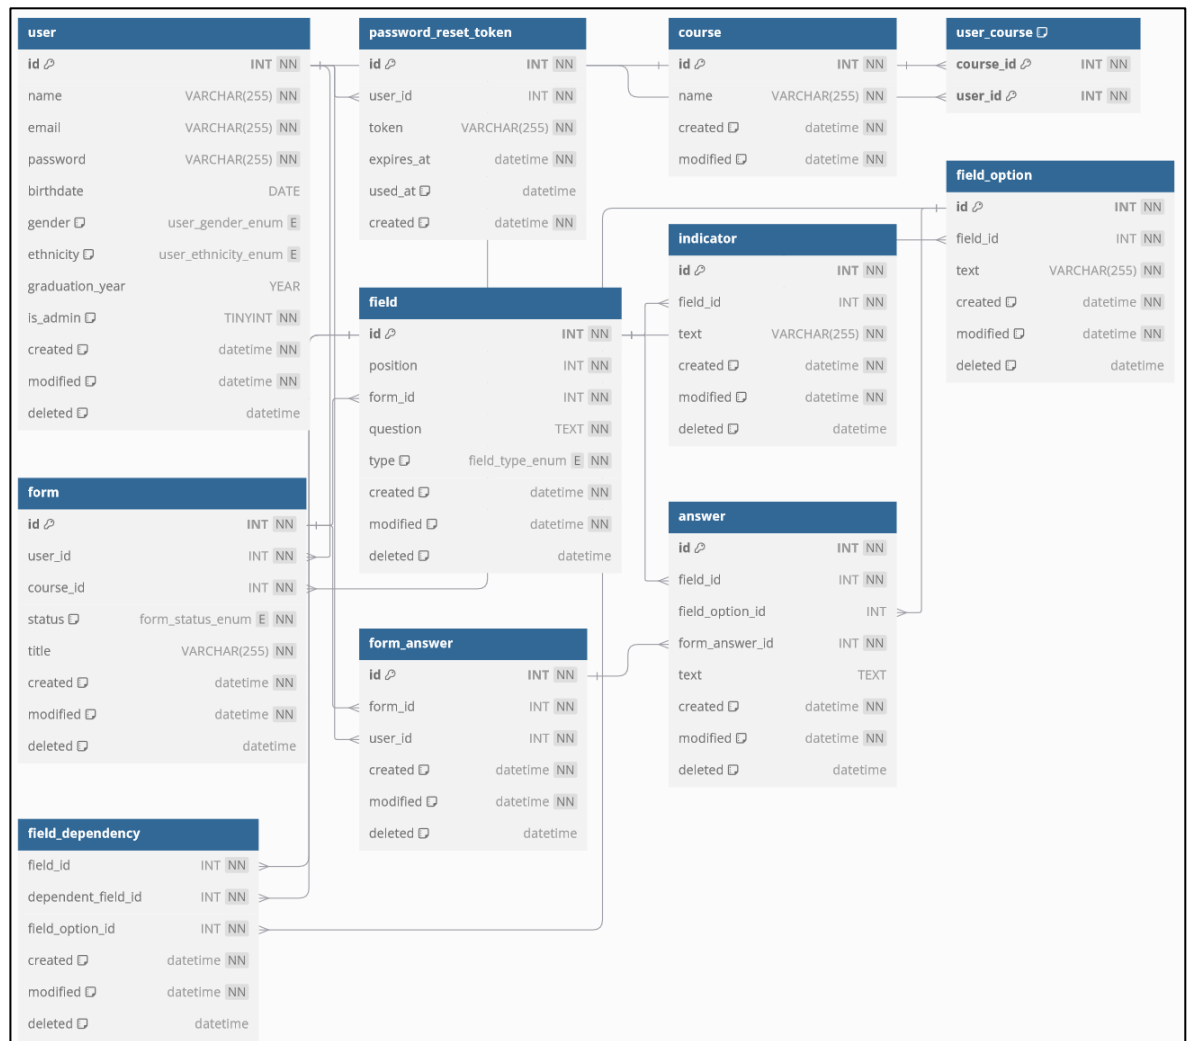 user
id INT NN
name VARCHAR(255) NN
email VARCHAR(255) NN
password VARCHAR(255) NN
birthdate DATE
gender user_gender_enum E
ethnicity user_ethnicity_enum E
graduation_year YEAR
is_admin TINYINT NN
created datetime NN
modified datetime NN
deleted datetime
password_reset_token
id INT NN
user_id INT NN
token VARCHAR(255) NN
expires_at datetime NN
used_at datetime
created datetime NN
course
id INT NN
name VARCHAR(255) NN
created datetime NN
modified datetime NN
user_course
course_id INT NN
user_id INT NN
field_option
id INT NN
field_id INT NN
text VARCHAR(255) NN
created datetime NN
modified datetime NN
deleted datetime
indicator
id INT NN
field_id INT NN
text VARCHAR(255) NN
created datetime NN
modified datetime NN
deleted datetime
field
id INT NN
position INT NN
form_id INT NN
question TEXT NN
type field_type_enum E NN
created datetime NN
modified datetime NN
deleted datetime
form
id INT NN
user_id INT NN
course_id INT NN
status form_status_enum E NN
title VARCHAR(255) NN
created datetime NN
modified datetime NN
deleted datetime
answer
id INT NN
field_id INT NN
field_option_id INT
form_answer_id INT NN
text TEXT
created datetime NN
modified datetime NN
deleted datetime
form_answer
id INT NN
form_id INT NN
user_id INT NN
created datetime NN
modified datetime NN
deleted datetime
field_dependency
field_id INT NN
dependent_field_id INT NN
field_option_id INT NN
created datetime NN
modified datetime NN
deleted datetime